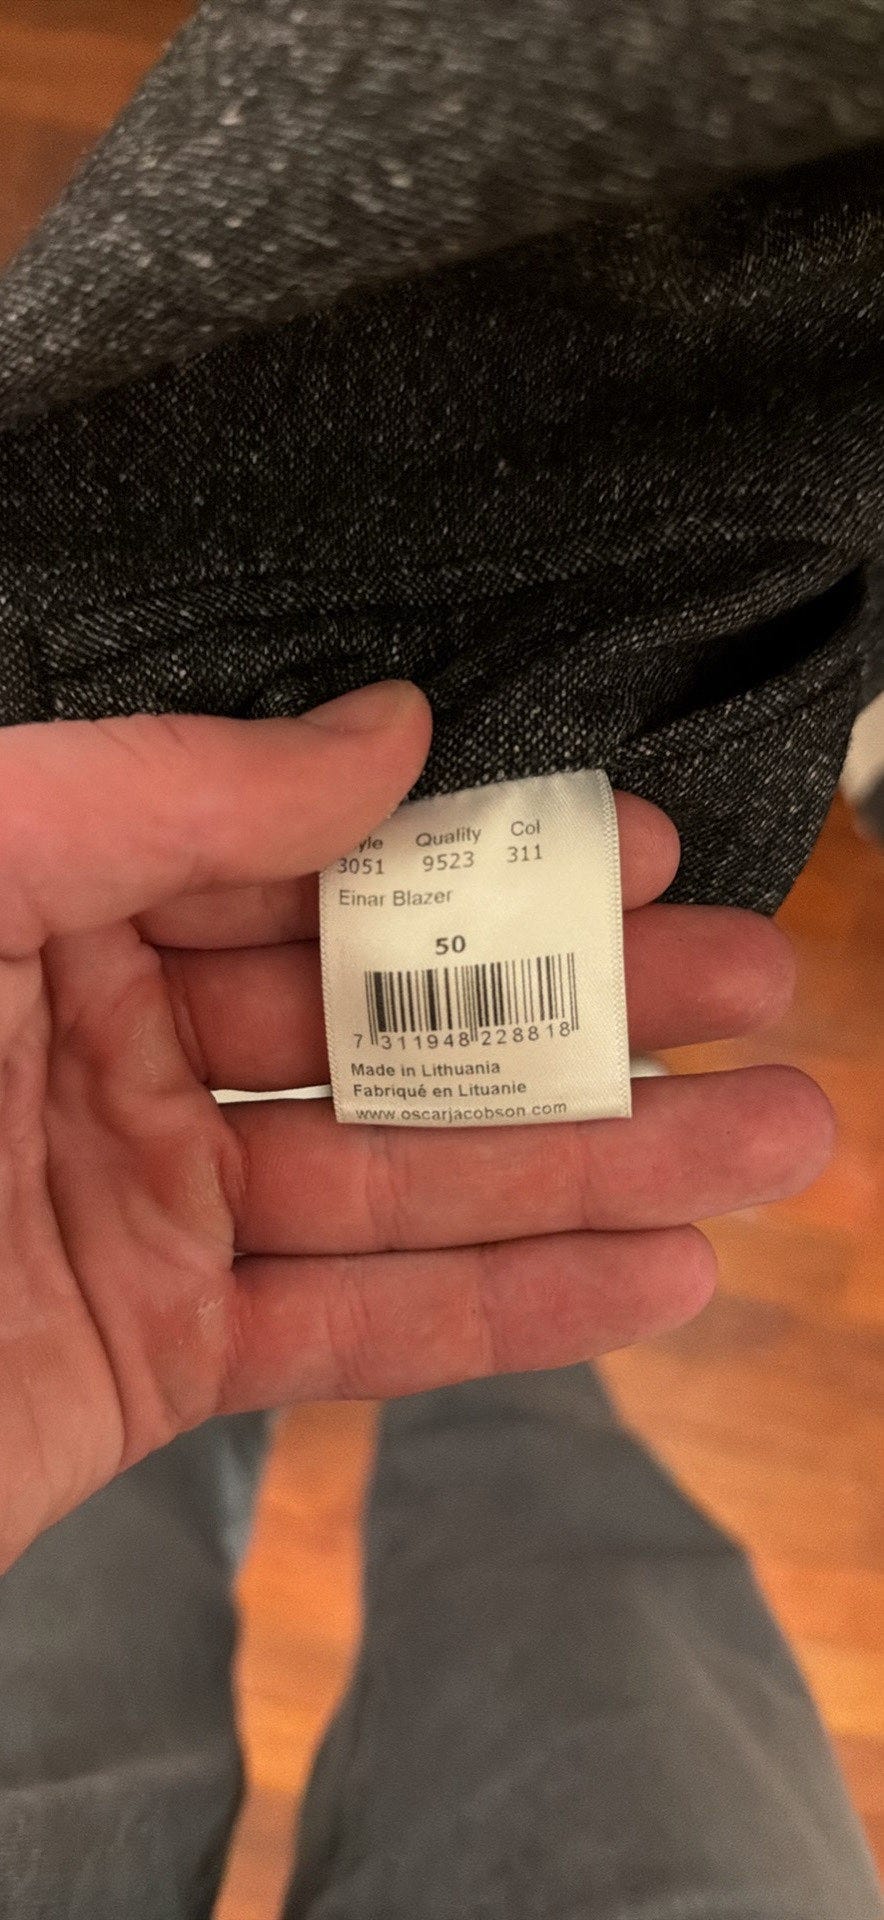 yle Quality Col
3051 9523 311
Einar Blazer
50
7 311948 228818
Made in Lithuania
Fabriqué en Lituanie
www.oscarjacobson.com